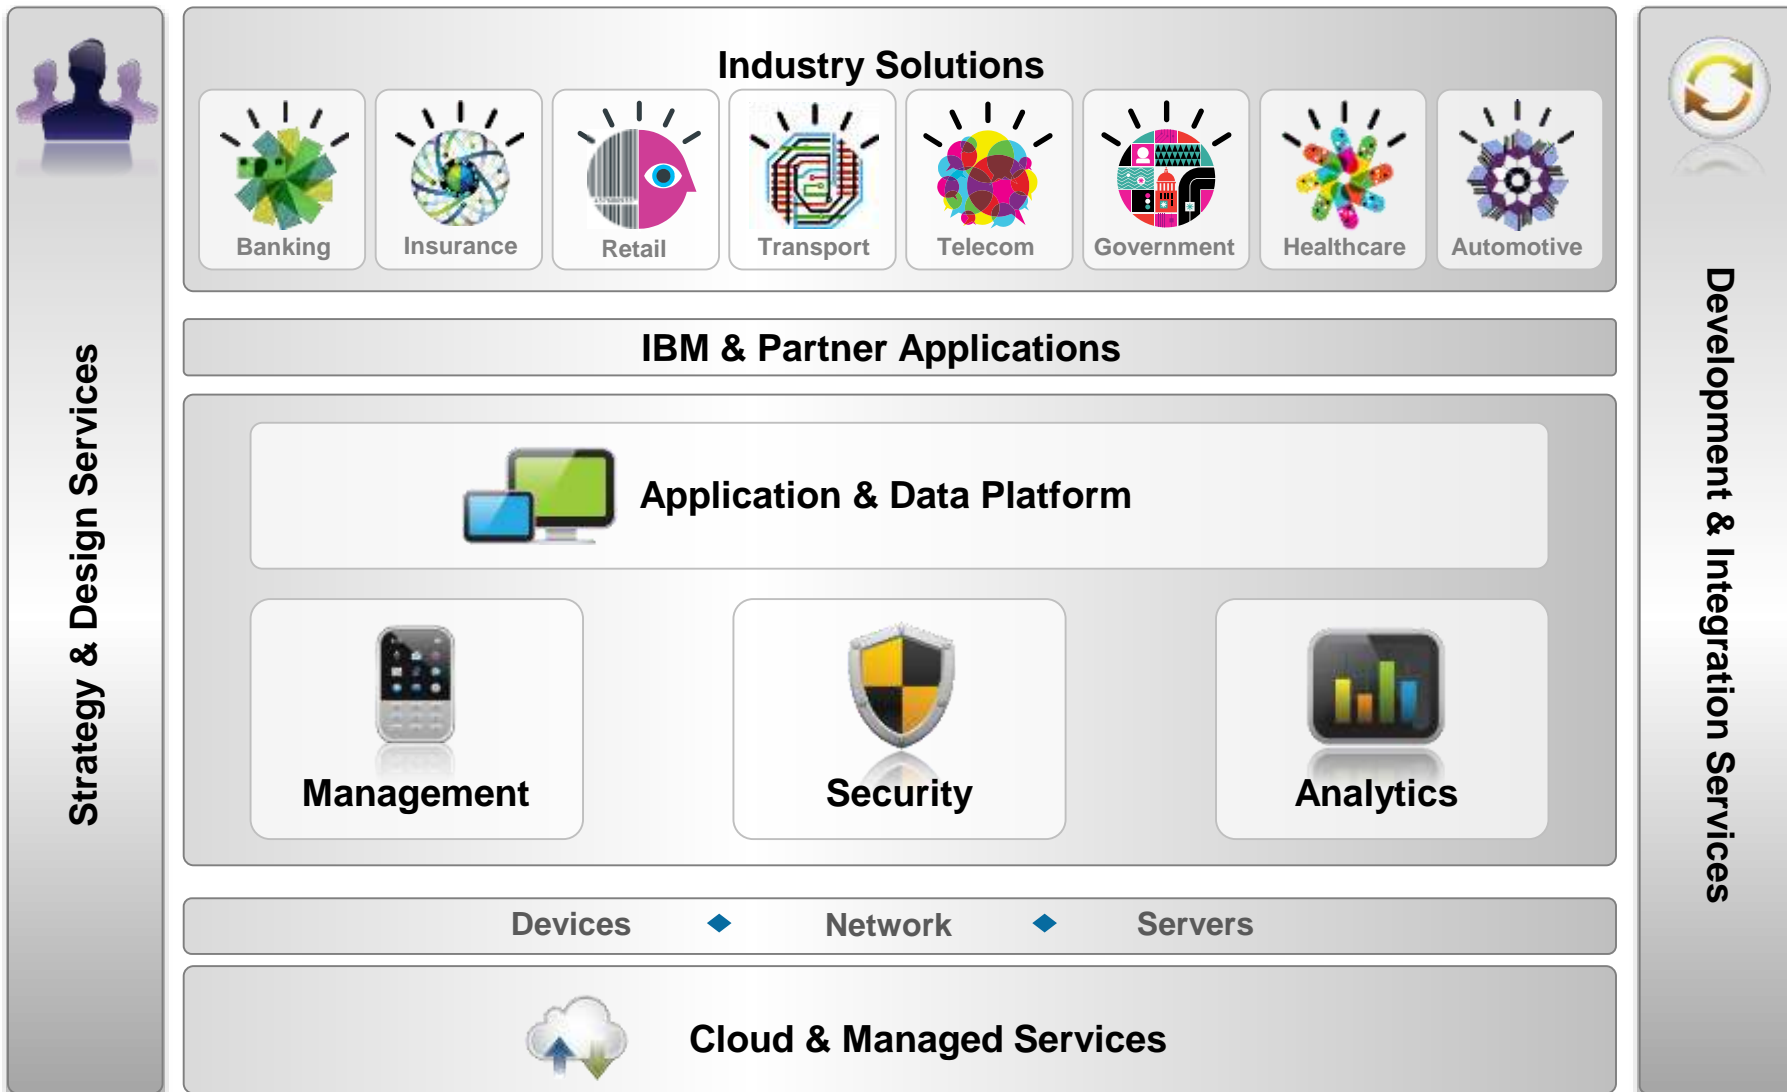 Strategy & Design Services
Industry Solutions
Banking
Insurance
Retail
Transport
Telecom
Government
Healthcare
Automotive
IBM & Partner Applications
Application & Data Platform
Management
Security
Analytics
Devices
Network
Servers
Cloud & Managed Services
Development & Integration Services